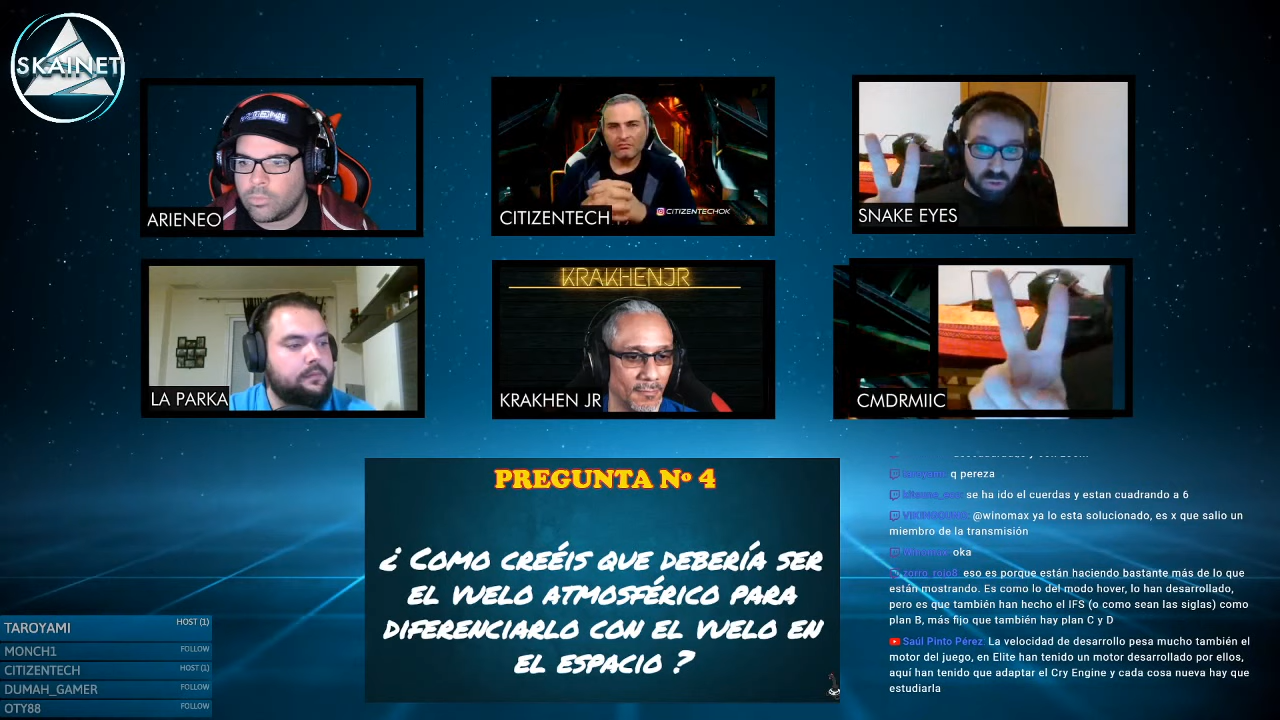 SKAINET
ARIENEO
CITIZENTECH
CITIZENTECHOK
SNAKE EYES
LA PARKA
KRAKHENJR
KRAKHEN JR
CMDRMIIC
PREGUNTA Nº 4
¿ COMO CREÉIS QUE DEBERÍA SER
EL VUELO ATMOSFÉRICO PARA
DIFERENCIARLO CON EL VUELO EN
EL ESPACIO ?
q pereza
se ha ido el cuerdas y estan cuadrando a 6
@winomax ya lo esta solucionado, es x que salio un
miembro de la transmisión
oka
zorro_rojo8: eso es porque están haciendo bastante más de lo que
están mostrando. Es como lo del modo hover, lo han desarrollado,
pero es que también han hecho el IFS (o como sean las siglas) como
plan B, más fijo que también hay plan C y D
Saúl Pinto Pérez: La velocidad de desarrollo pesa mucho también el
motor del juego, en Elite han tenido un motor desarrollado por ellos,
aquí han tenido que adaptar el Cry Engine y cada cosa nueva hay que
estudiarla
TAROYAMI HOST (1)
MONCH1 FOLLOW
CITIZENTECH HOST (1)
DUMAH_GAMER FOLLOW
OTY88 FOLLOW